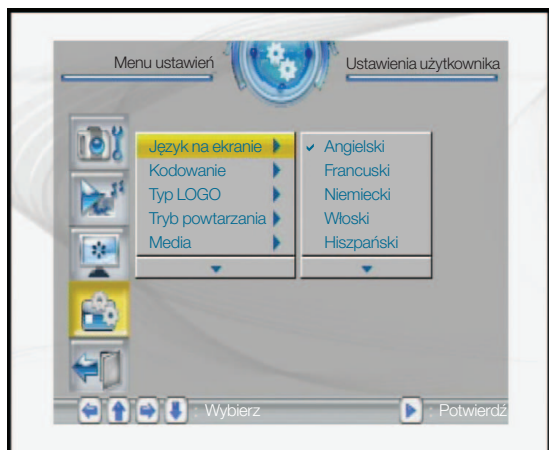 Menu ustawień
Ustawienia użytkownika
Język na ekranie
Kodowanie
Typ LOGO
Tryb powtarzania
Media
Angielski
Francuski
Niemiecki
Włoski
Hiszpański
: Wybierz
: Potwierdź